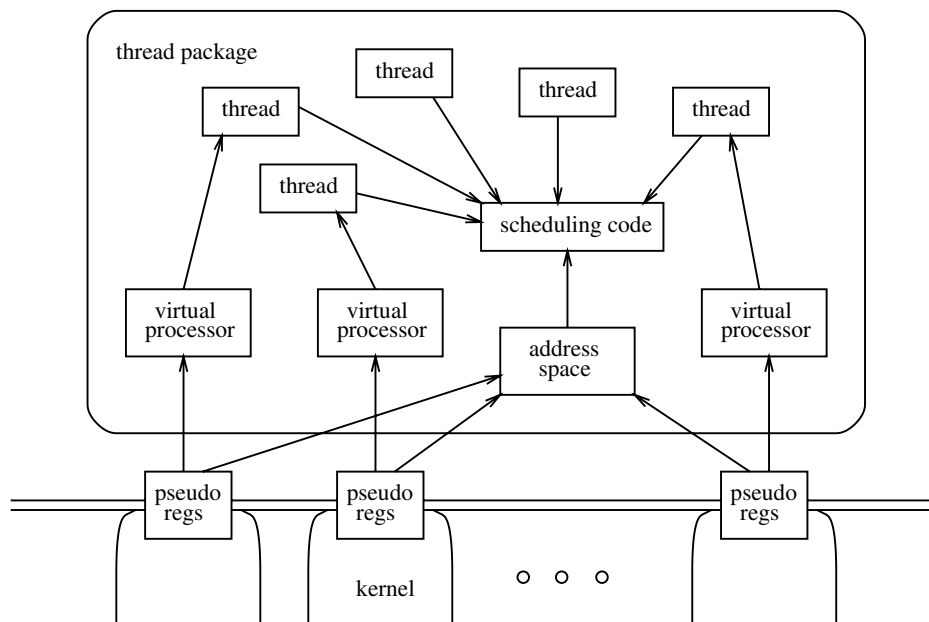 thread package
thread
thread
thread
thread
thread
scheduling code
virtual
processor
virtual
processor
virtual
processor
address
space
pseudo
regs
pseudo
regs
pseudo
regs
kernel